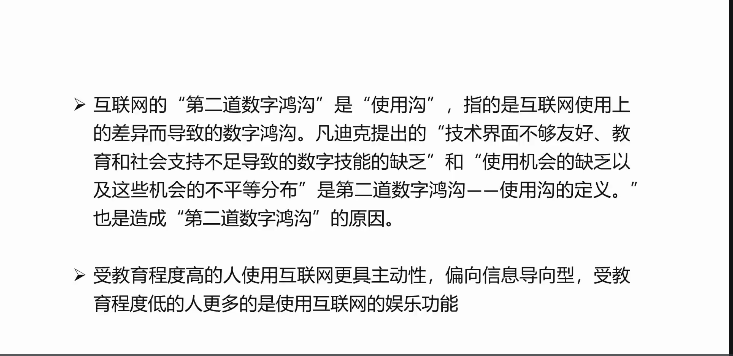 ➢ 互联网的“第二道数字鸿沟”是“使用沟”，指的是互联网使用上
的差异而导致的数字鸿沟。凡迪克提出的“技术界面不够友好、教
育和社会支持不足导致的数字技能的缺乏”和“使用机会的缺乏以
及这些机会的不平等分布”是第二道数字鸿沟——使用沟的定义。”
也是造成“第二道数字鸿沟”的原因。
➢ 受教育程度高的人使用互联网更具主动性，偏向信息导向型，受教
育程度低的人更多的是使用互联网的娱乐功能